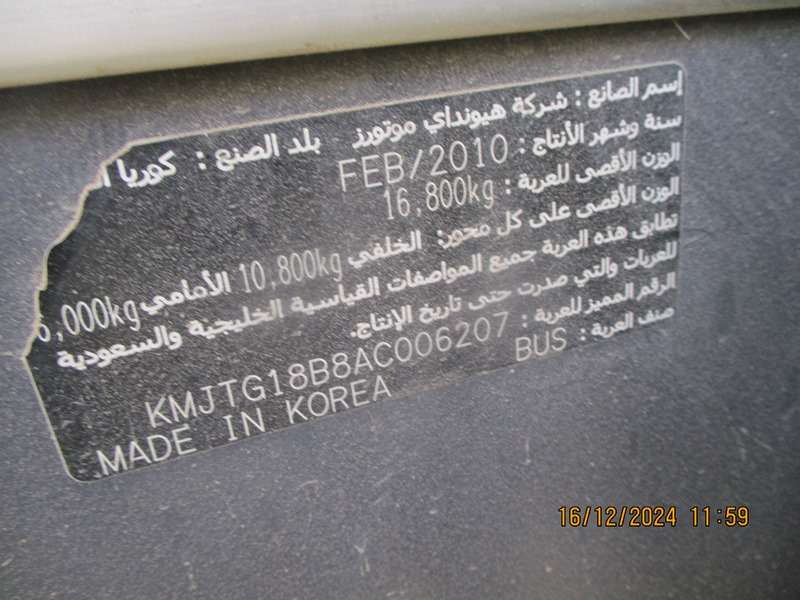 إسم الصانع : شركة هيونداي موتورز - بلد الصنع : كوريا
سنة وشهر الأنتاج : FEB/2010
الوزن الأقصى للعربة : 16,800kg
الوزن الأقصى على كل محور: الخلفي 10,800kg الأمامي 6,000kg
تطابق هذه العربة جميع المواصفات القياسية الخليجية والسعودية
للعربات والتي صدرت حتى تاريخ الإنتاج.
الرقم المميز للعربة : KMJTG18B8AC006207
صنف العربة : BUS
MADE IN KOREA
16/12/2024 11:59